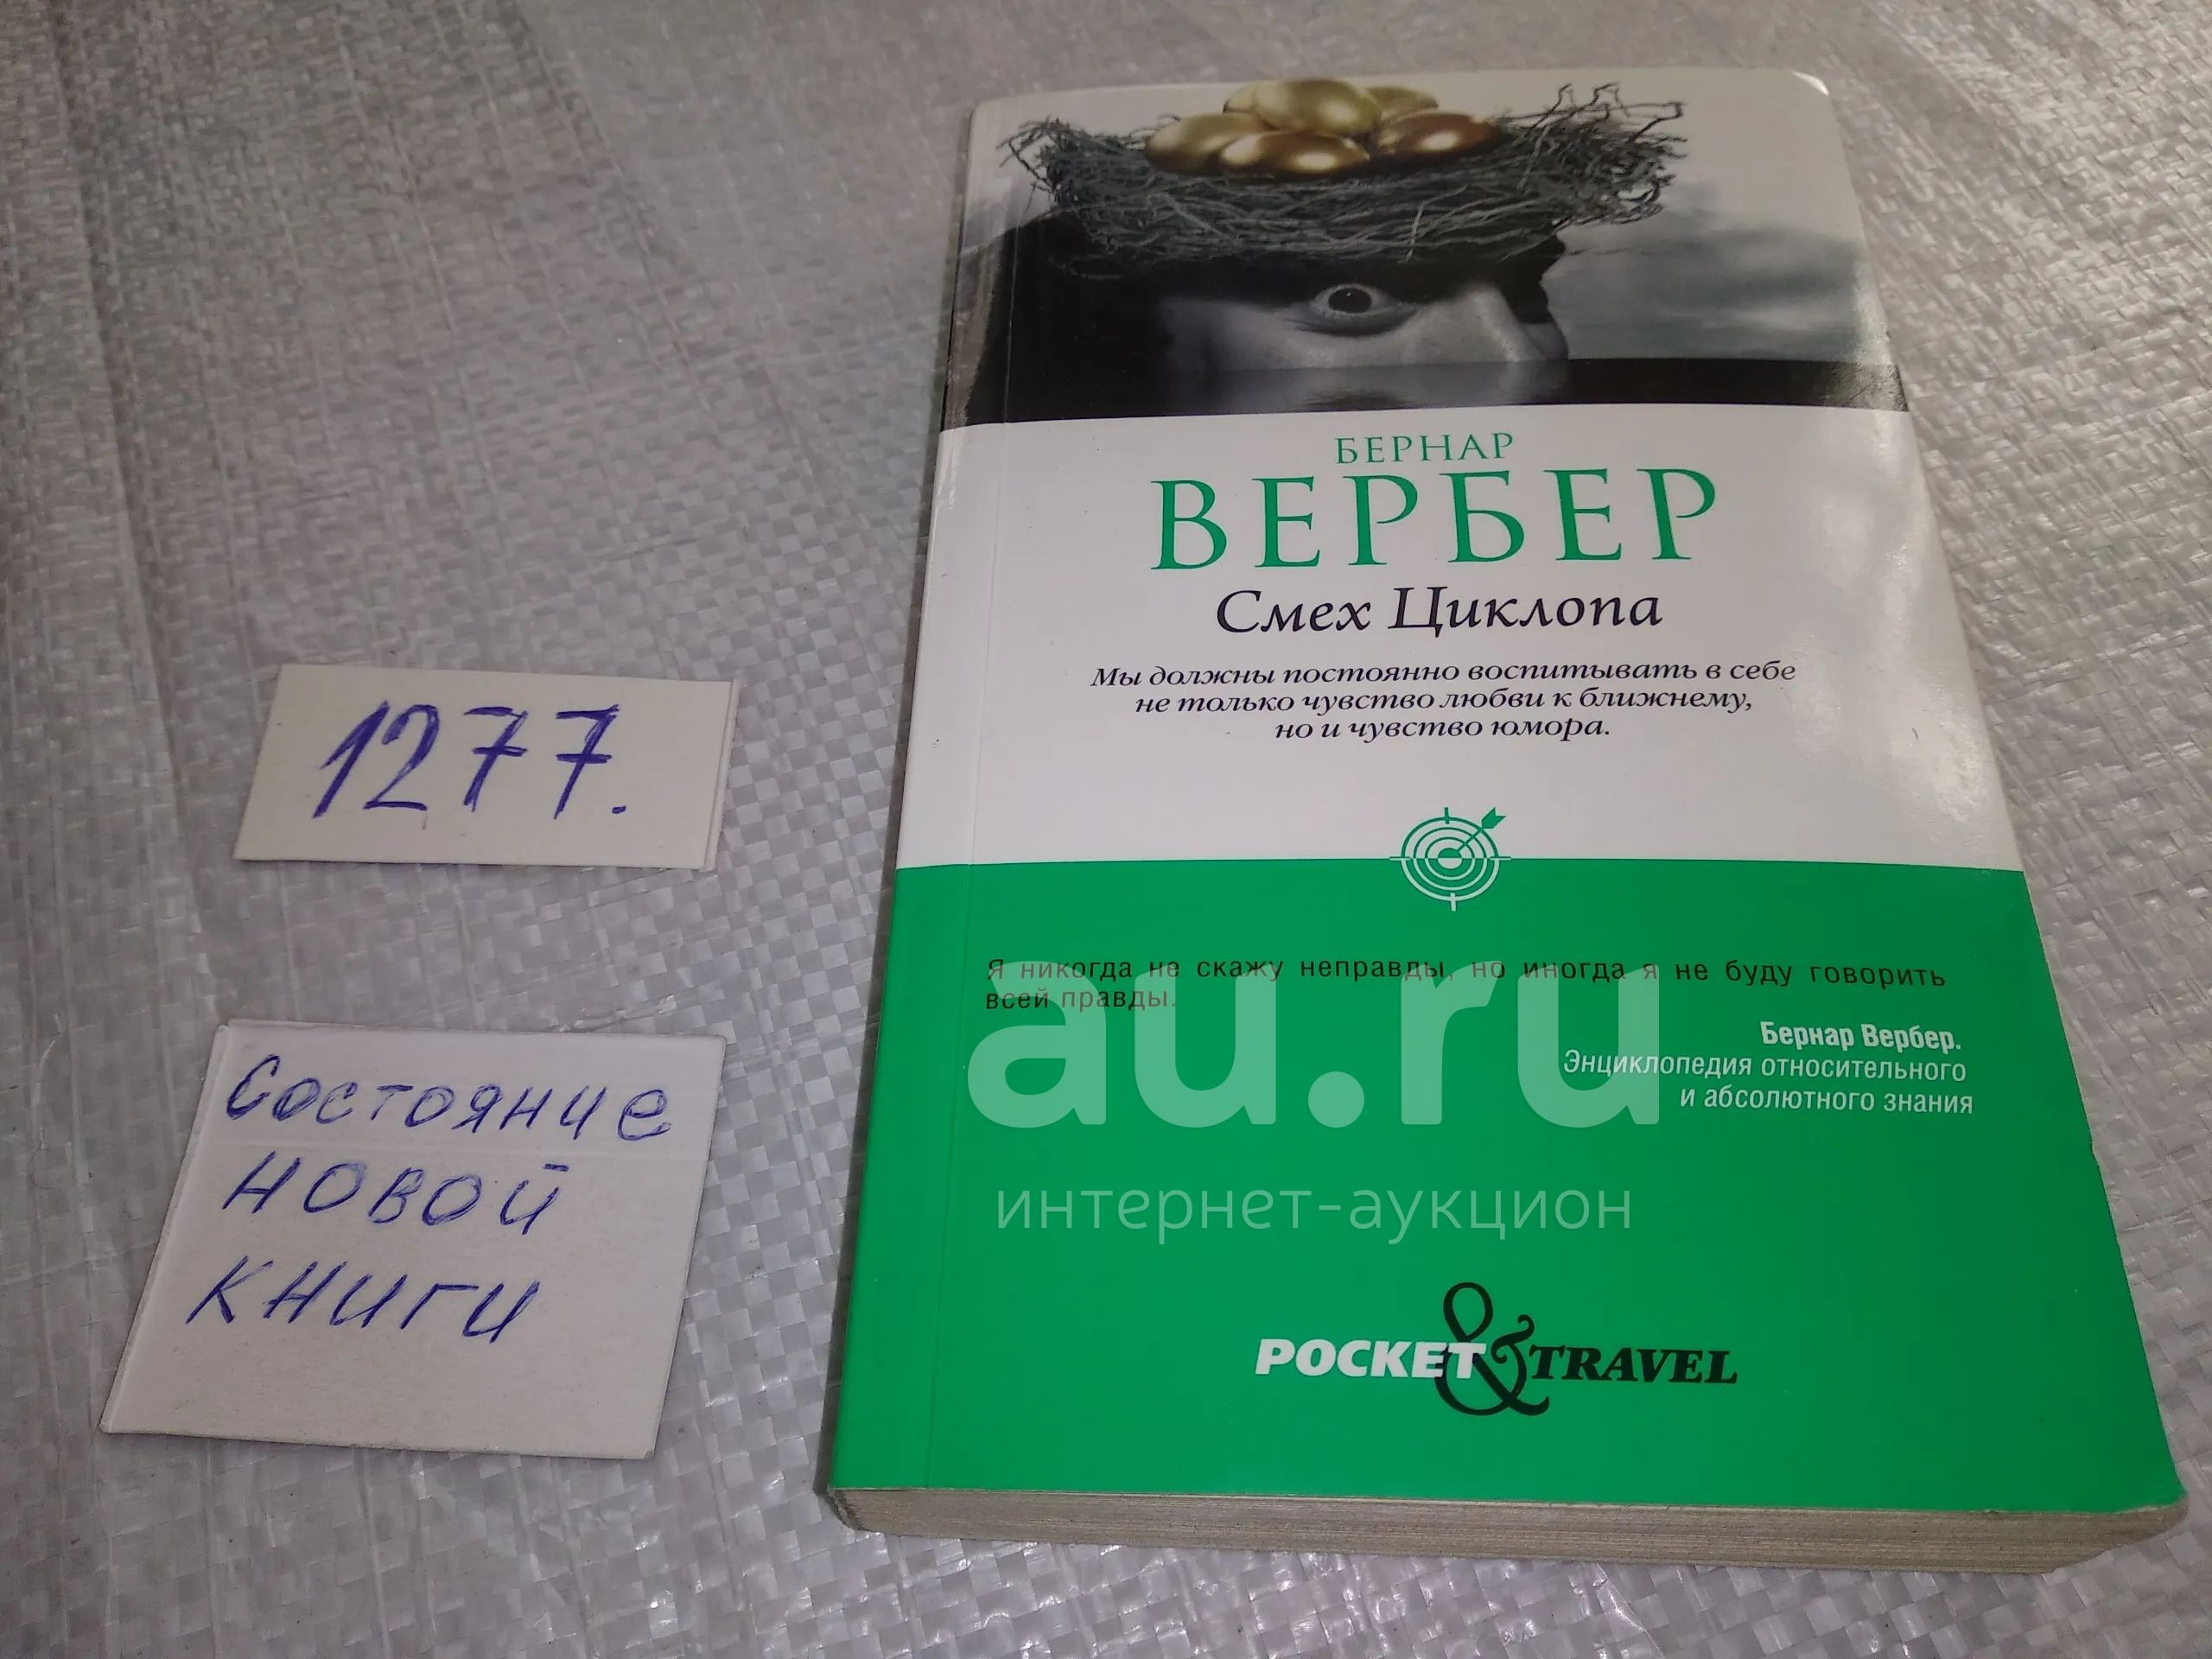 БЕРНАР
ВЕРБЕР
Смех Циклопа
Мы должны постоянно воспитывать в себе
не только чувство любви к ближнему,
но и чувство юмора.
1277.
Я никогда не скажу неправды, но иногда я не буду говорить
всей правды.
Бернар Вербер.
Энциклопедия относительного
и абсолютного знания
au.ru
интернет-аукцион
Состояние
новой
книги
POCKET & TRAVEL